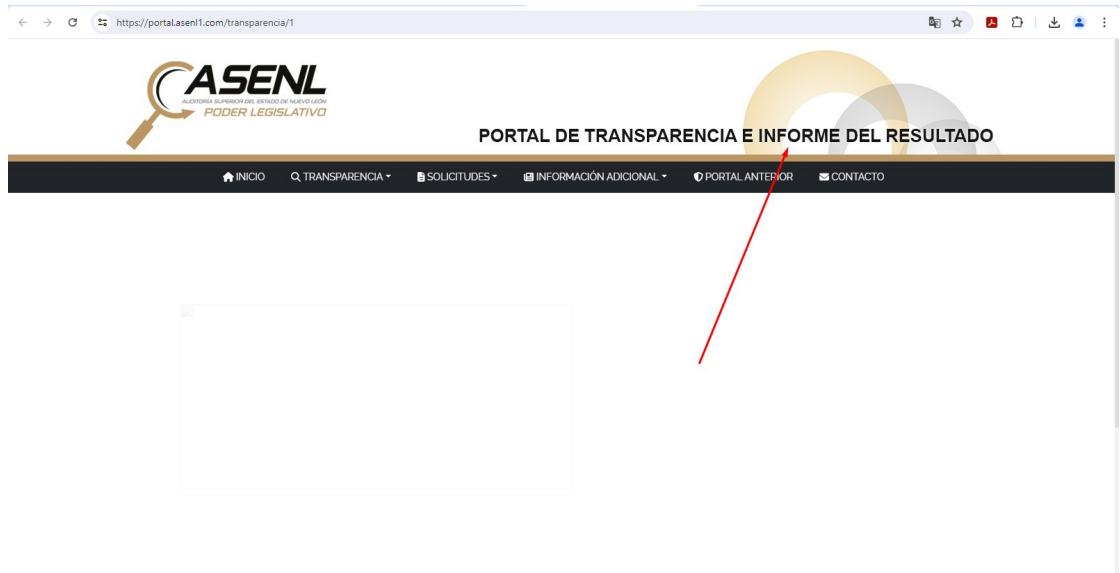 https://portal.asenl1.com/transparencia/1
ASENL
AUDITORÍA SUPERIOR DEL ESTADO DE NUEVO LEÓN
PODER LEGISLATIVO
PORTAL DE TRANSPARENCIA E INFORME DEL RESULTADO
INICIO TRANSPARENCIA SOLICITUDES INFORMACIÓN ADICIONAL PORTAL ANTERIOR CONTACTO